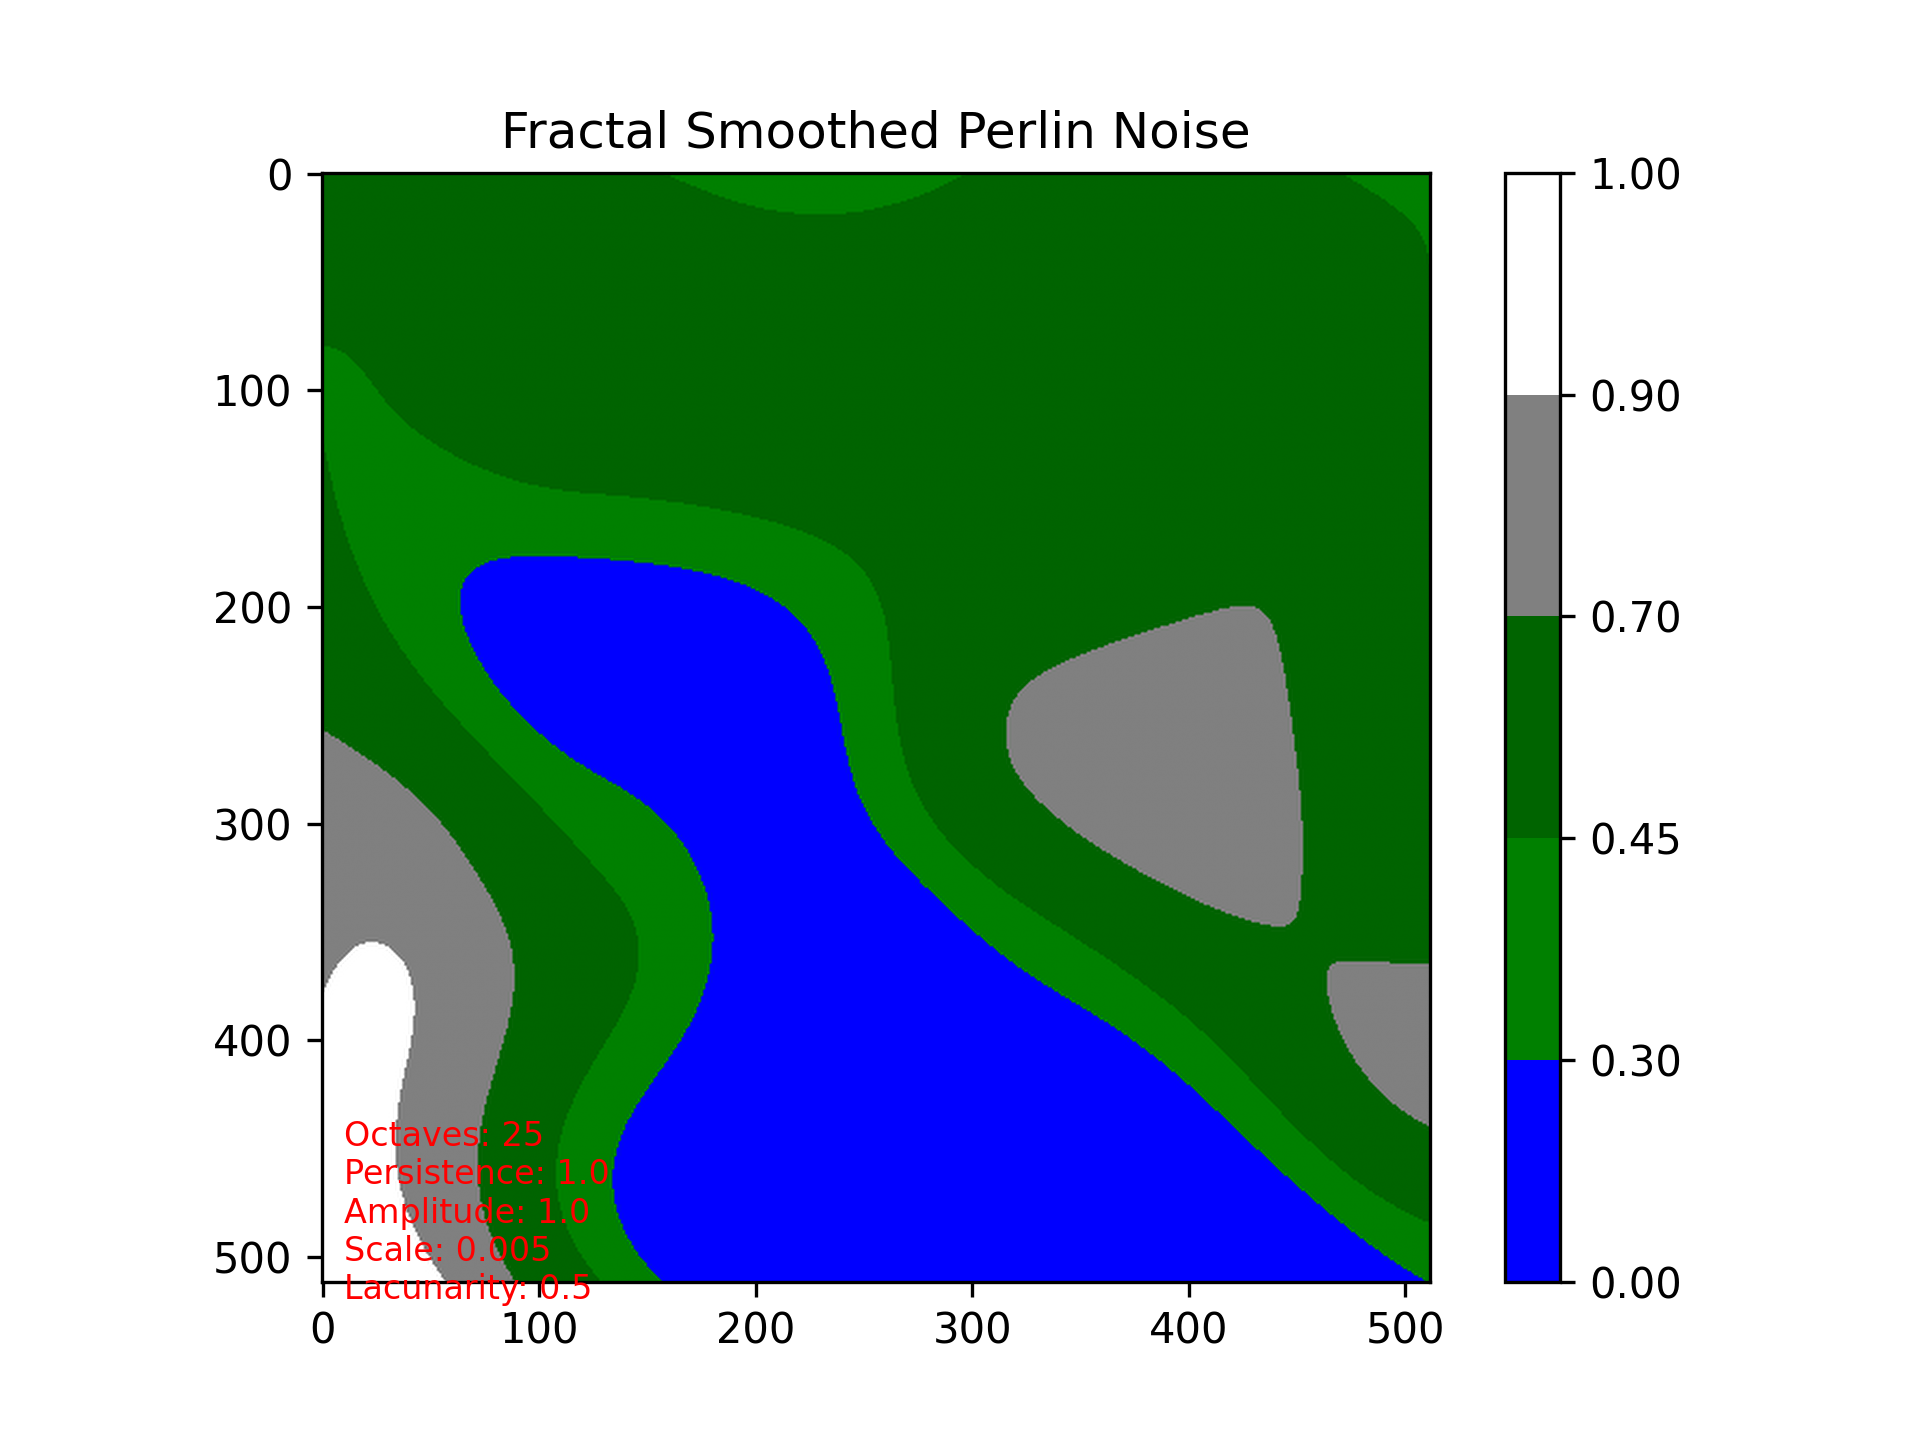 Fractal Smoothed Perlin Noise
0
100
200
300
400
500
Octaves: 25
Persistence: 1.0
Amplitude: 1.0
Scale: 0.005
Lacunarity: 0.5
0 100 200 300 400 500
1.00
0.90
0.70
0.45
0.30
0.00